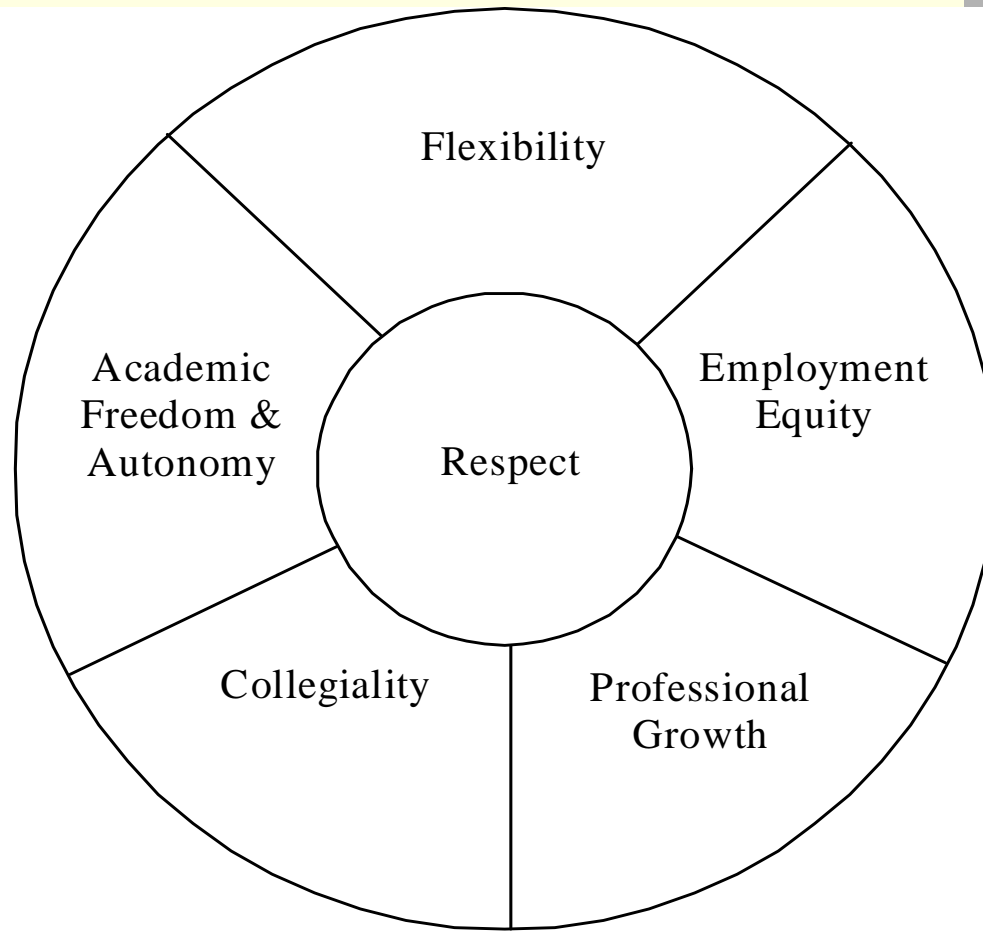 Flexibility
Academic
Freedom &
Autonomy
Respect
Employment
Equity
Collegiality
Professional
Growth